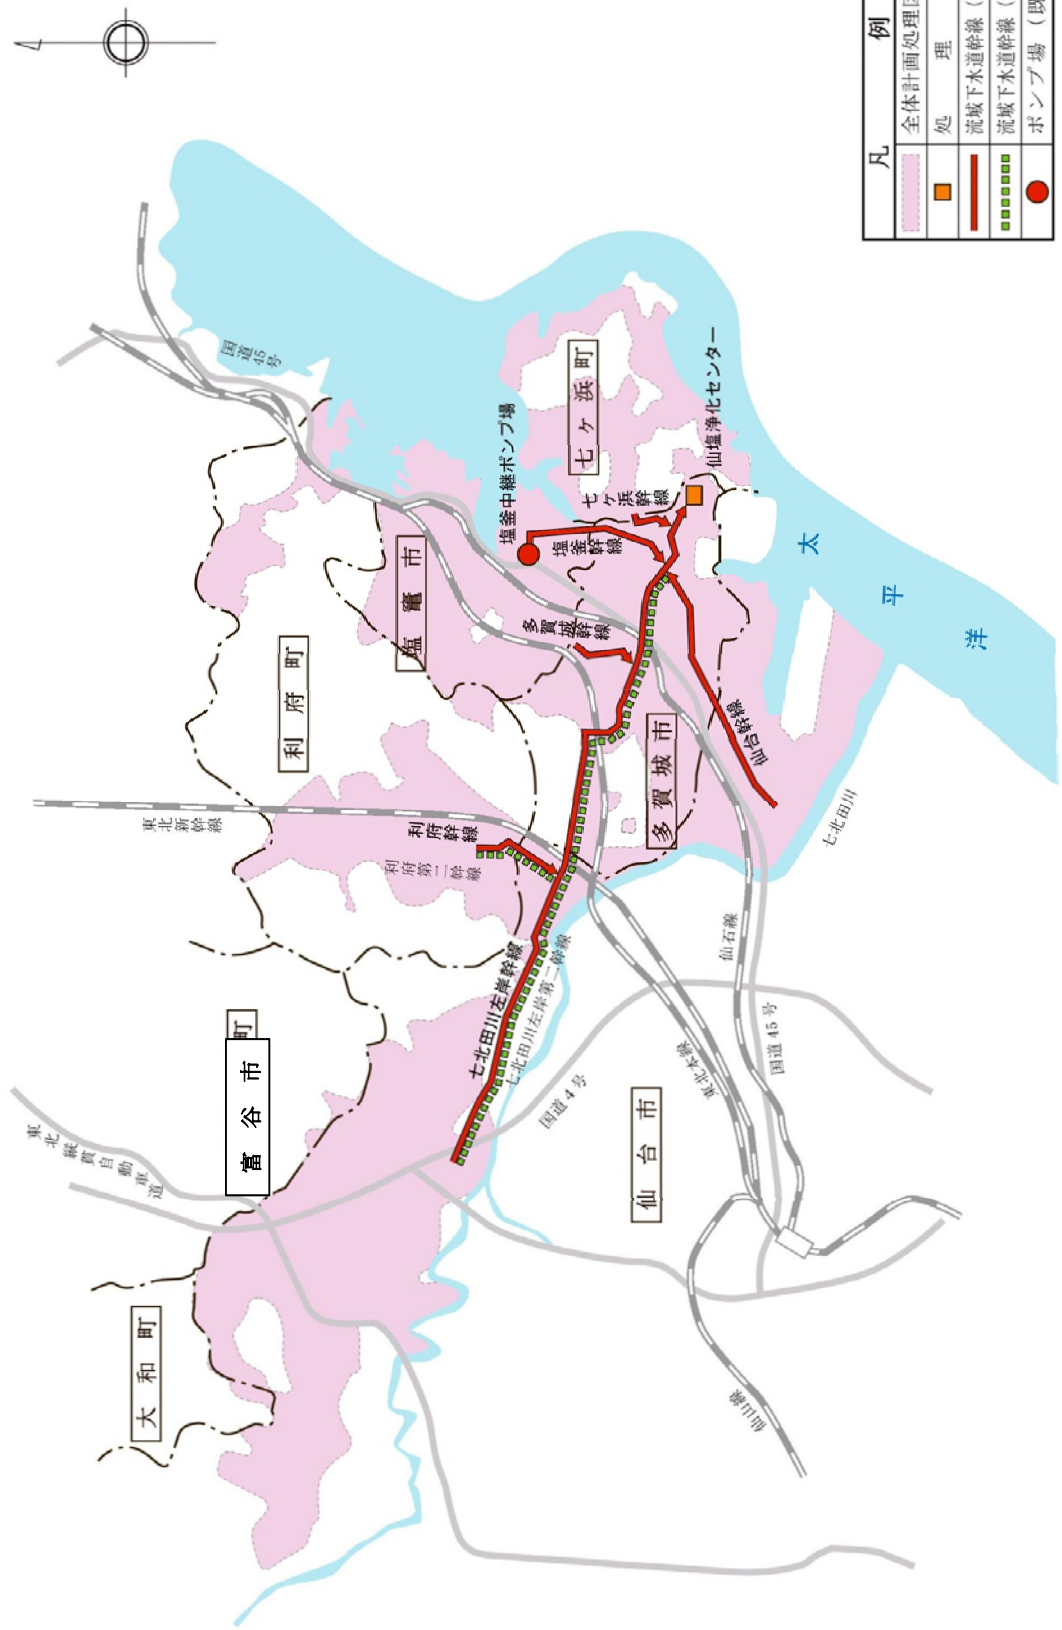 凡 例
全体計画処理区
処 理
流域下水道幹線（
流域下水道幹線（
ポンプ場（既
国道45号
塩釜中継ポンプ場
七ヶ浜町
仙塩浄化センター
七ケ浜幹線
塩釜幹線
塩竈市
多賀城幹線
利府町
東北新幹線
利府幹線
利府第二幹線
多賀城市
仙台幹線
七北田川
太平洋
七北田川左岸幹線
七北田川左岸第二幹線
仙石線
国道45号
東北本線
国道4号
仙台市
町
富谷市
東北縦貫自動車道
大和町
仙山線